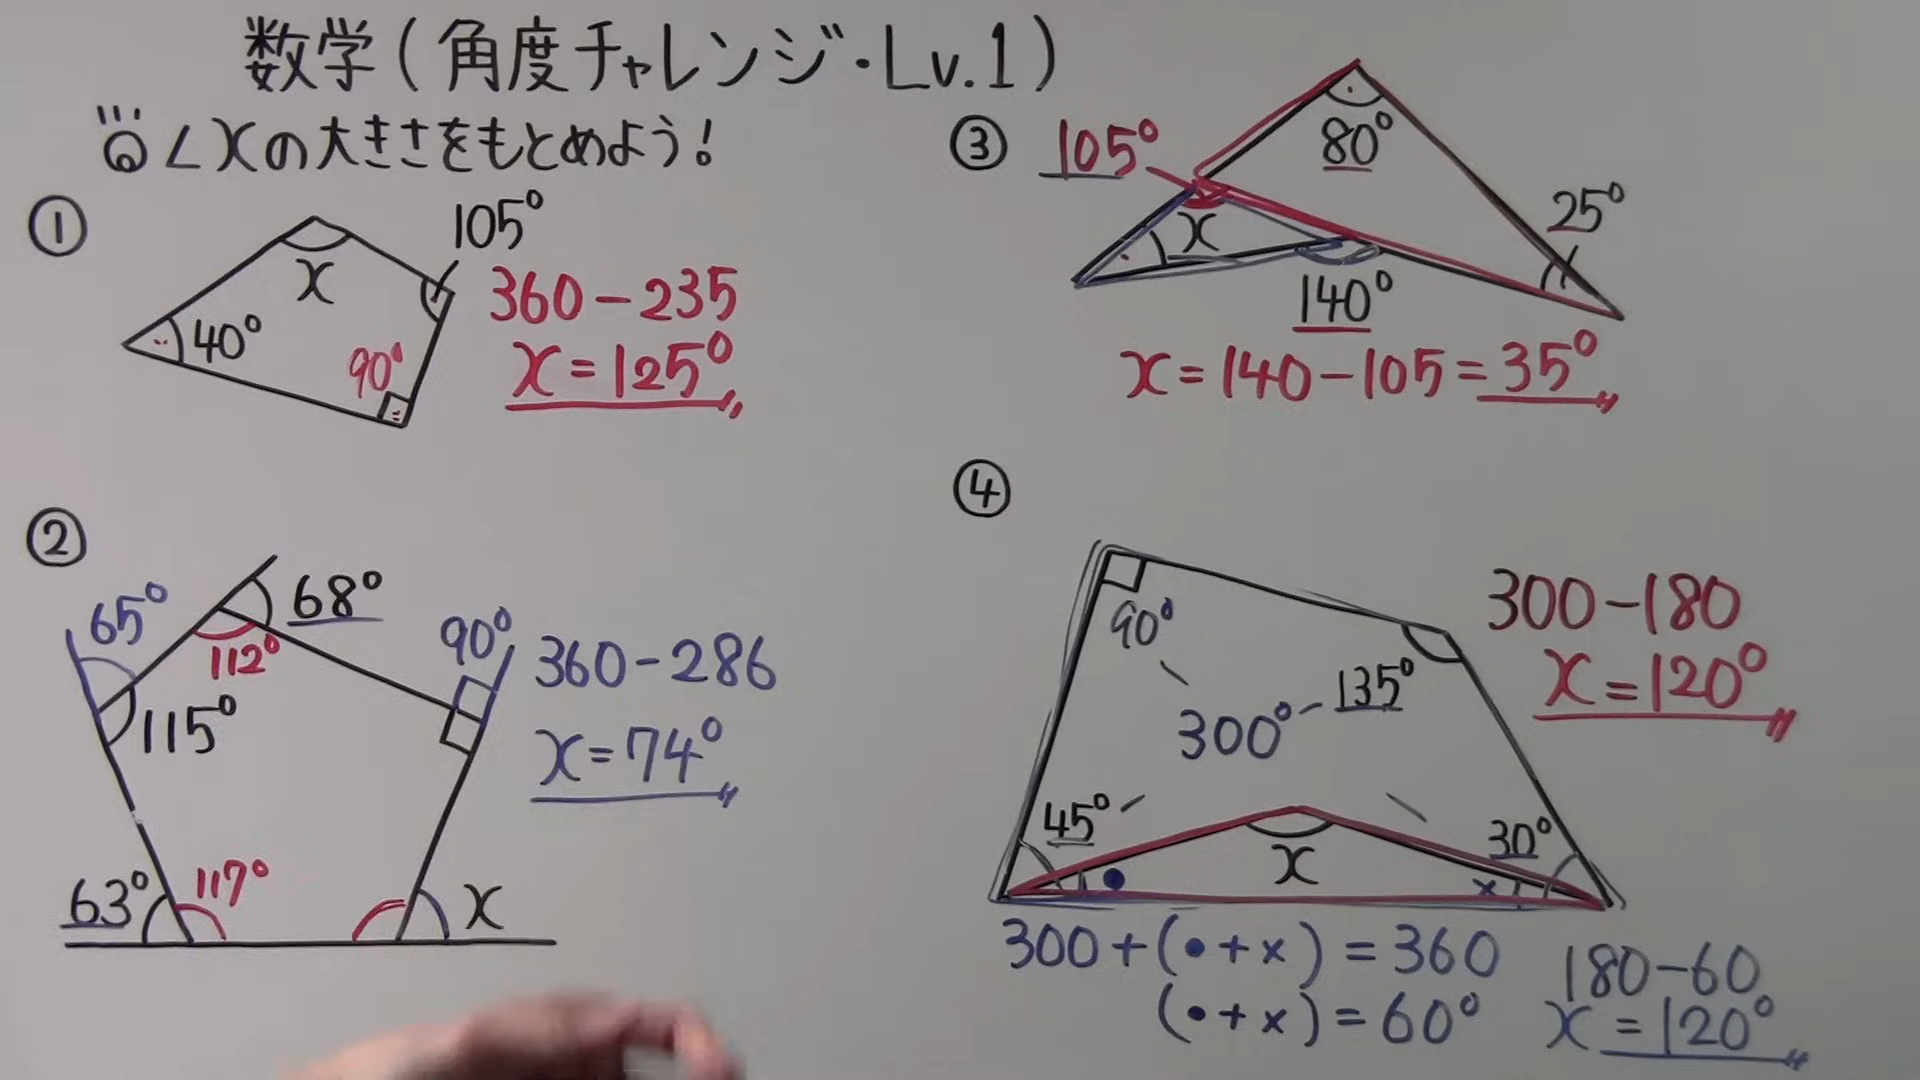 数学(角度チャレンジ・Lv.1)
◎∠xの大きさをもとめよう!
①
105°
x
40°
90°
360-235
x=125°
②
65°
68°
112°
115°
90°
360-286
x=74°
63°
117°
x
③
105°
80°
25°
x
140°
x=140-105=35°
④
90°
135°
300°
45°
30°
x
×
300-180
x=120°
300+(•+×)=360
(•+×)=60°
180-60
x=120°